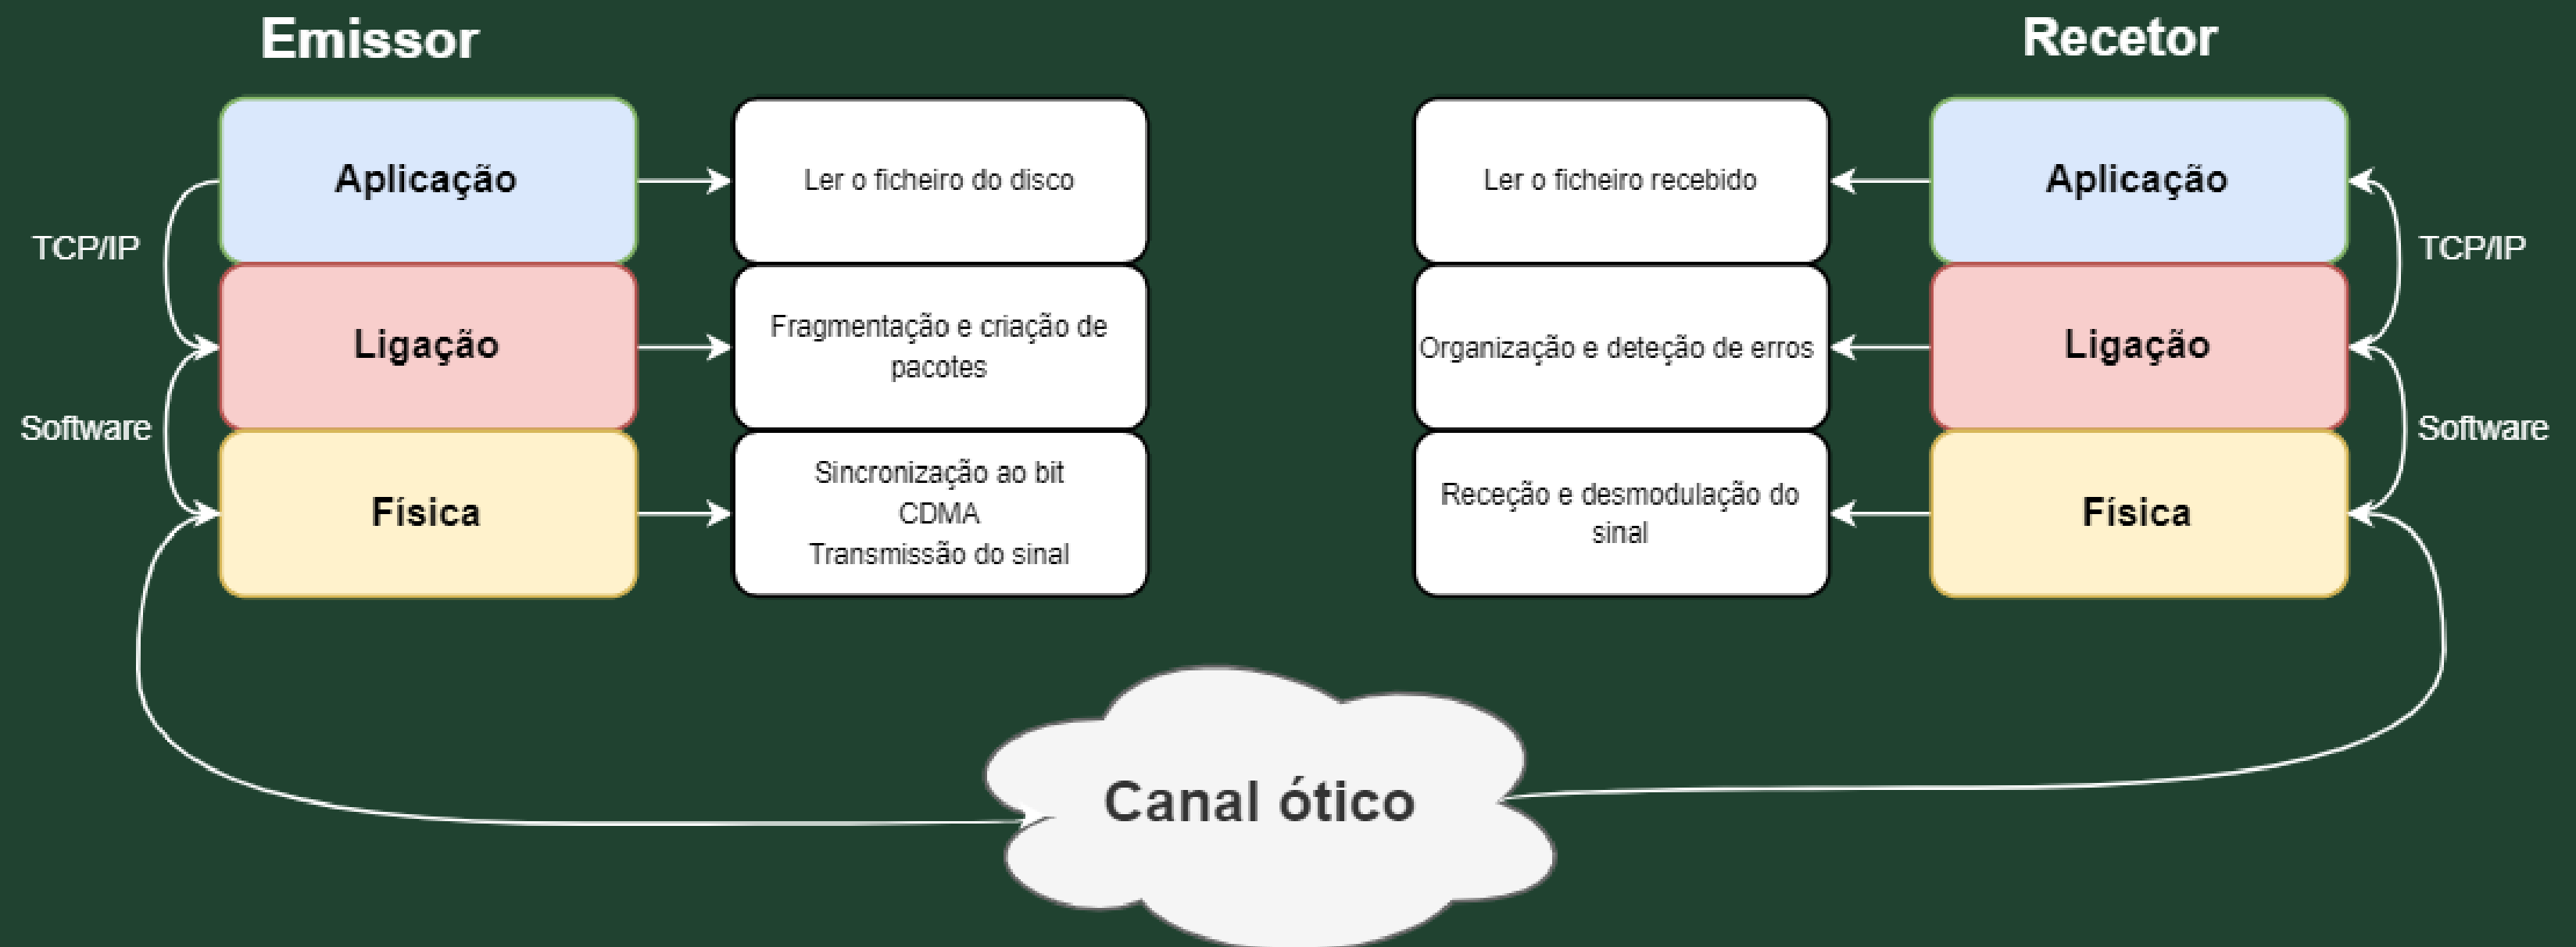 Emissor
Aplicação
Ler o ficheiro do disco
TCP/IP
Ligação
Fragmentação e criação de
pacotes
Software
Física
Sincronização ao bit
CDMA
Transmissão do sinal
Recetor
Ler o ficheiro recebido
Aplicação
TCP/IP
Organização e deteção de erros
Ligação
Software
Receção e desmodulação do
sinal
Física
Canal ótico